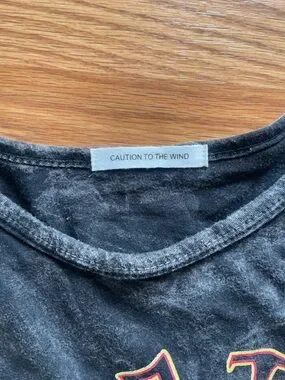 CAUTION TO THE WIND